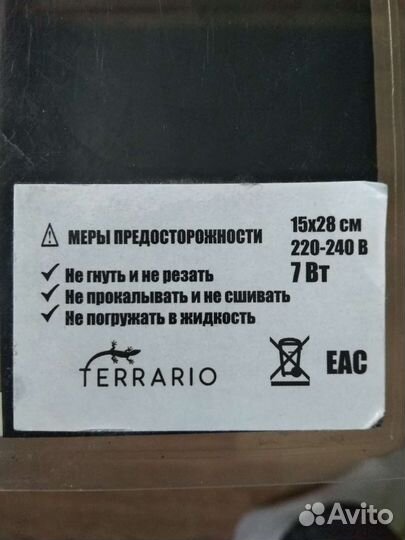 МЕРЫ ПРЕДОСТОРОЖНОСТИ
15x28 см
220-240 В
7 Вт
Не гнуть и не резать
Не прокалывать и не сшивать
Не погружать в жидкость
TERRARIO
EAC
Avito